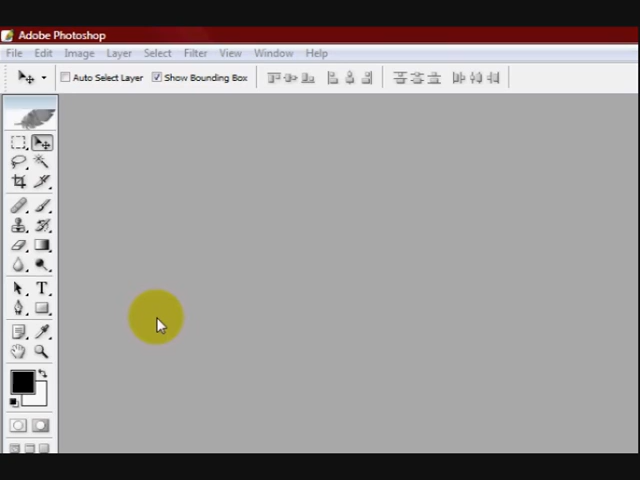 Adobe Photoshop
File Edit Image Layer Select Filter View Window Help
Auto Select Layer Show Bounding Box
T